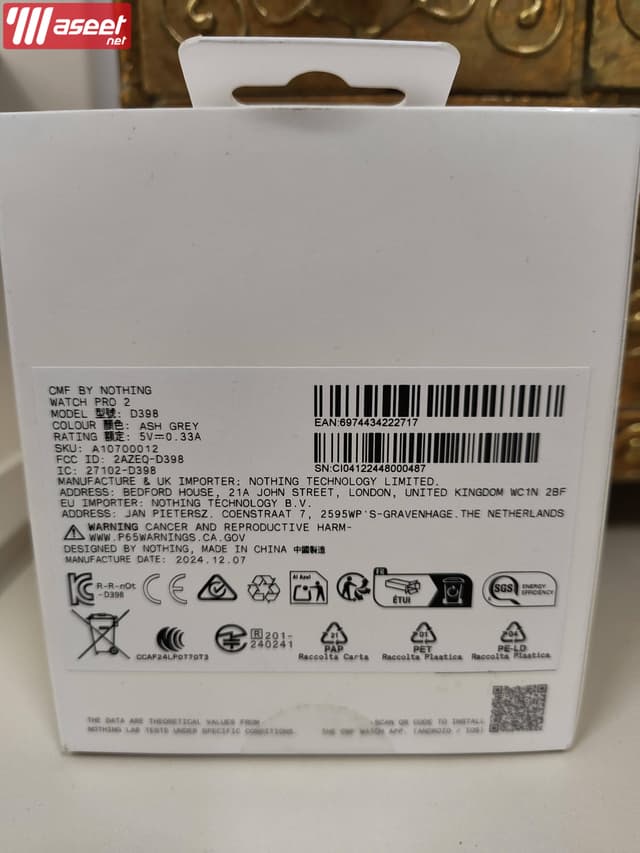 maseet
net
CMF BY NOTHING
WATCH PRO 2
MODEL 型號: D398
COLOUR 顏色: ASH GREY
RATING 額定: 5V⎓0.33A
SKU: A10700012
FCC ID: 2AZEQ-D398
IC: 27102-D398
EAN:6974434222717
SN:CI04122448000487
MANUFACTURE & UK IMPORTER: NOTHING TECHNOLOGY LIMITED.
ADDRESS: BEDFORD HOUSE, 21A JOHN STREET, LONDON, UNITED KINGDOM WC1N 2BF
EU IMPORTER: NOTHING TECHNOLOGY B.V.
ADDRESS: JAN PIETERSZ. COENSTRAAT 7, 2595WP'S-GRAVENHAGE.THE NETHERLANDS
WARNING CANCER AND REPRODUCTIVE HARM-
WWW.P65WARNINGS.CA.GOV
DESIGNED BY NOTHING, MADE IN CHINA 中國製造
MANUFACTURE DATE: 2024.12.07
R-R-nOt
-D398
CE
FR
ÉTUI
SGS ENERGY
EFFICIENCY
CCAF24LP0770T3
R 201-
240241
21
PAP
Raccolta Carta
01
PET
Raccolta Plastica
04
PE-LD
Raccolta Plastica
THE DATA ARE THEORETICAL VALUES FROM
NOTHING LAB TESTS UNDER SPECIFIC CONDITIONS.
SCAN QR CODE TO INSTALL
THE CMF WATCH APP. (ANDROID / IOS)